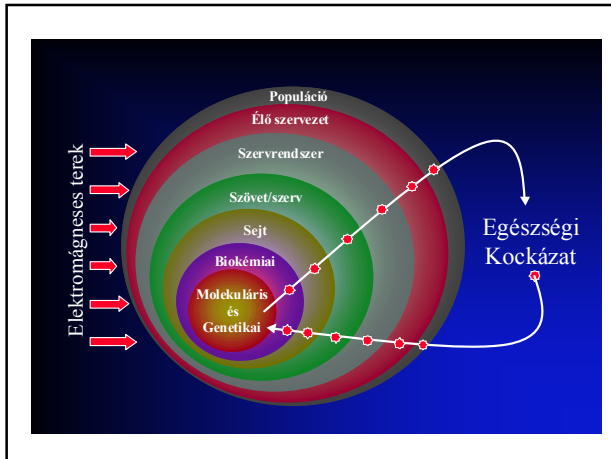 Elektromágneses terek
Populáció
Élő szervezet
Szervrendszer
Szövet/szerv
Sejt
Biokémiai
Molekuláris
és
Genetikai
Egészségi
Kockázat